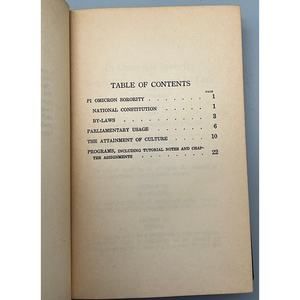 TABLE OF CONTENTS
PAGE
PI OMICRON SORORITY . . . . . . . . 1
NATIONAL CONSTITUTION . . . . . . 1
BY-LAWS . . . . . . . . . . . 3
PARLIAMENTARY USAGE . . . . . . . . 6
THE ATTAINMENT OF CULTURE . . . . . . 10
PROGRAMS, INCLUDING TUTORIAL NOTES AND CHAP-
TER ASSIGNMENTS . . . . . . . . . 22